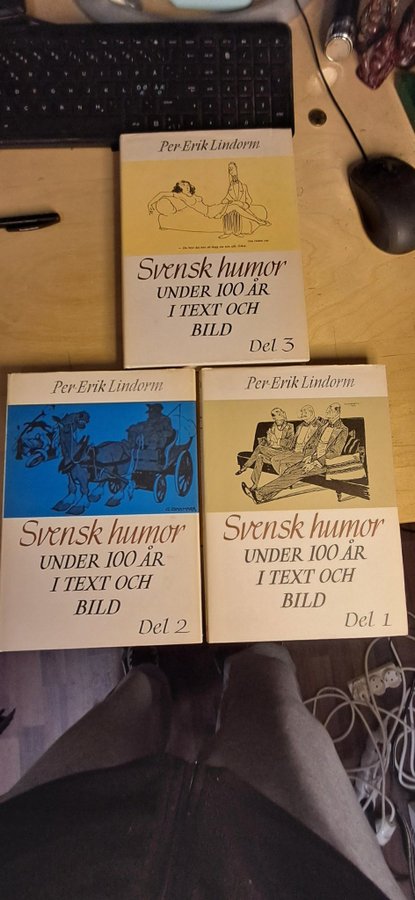 Per-Erik Lindorm
Svensk humor
UNDER 100 ÅR
I TEXT OCH
BILD
Del 3
Per-Erik Lindorm
Svensk humor
UNDER 100 ÅR
I TEXT OCH
BILD
Del 2
Per-Erik Lindorm
Svensk humor
UNDER 100 ÅR
I TEXT OCH
BILD
Del 1